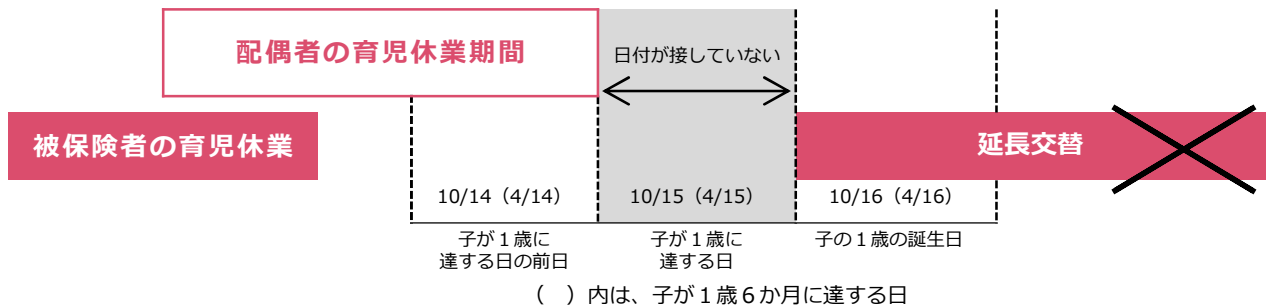 配偶者の育児休業期間
日付が接していない
被保険者の育児休業
延長交替
10/14（4/14）
10/15（4/15）
10/16（4/16）
子が１歳に
達する日の前日
子が１歳に
達する日
子の１歳の誕生日
（　）内は、子が１歳６か月に達する日